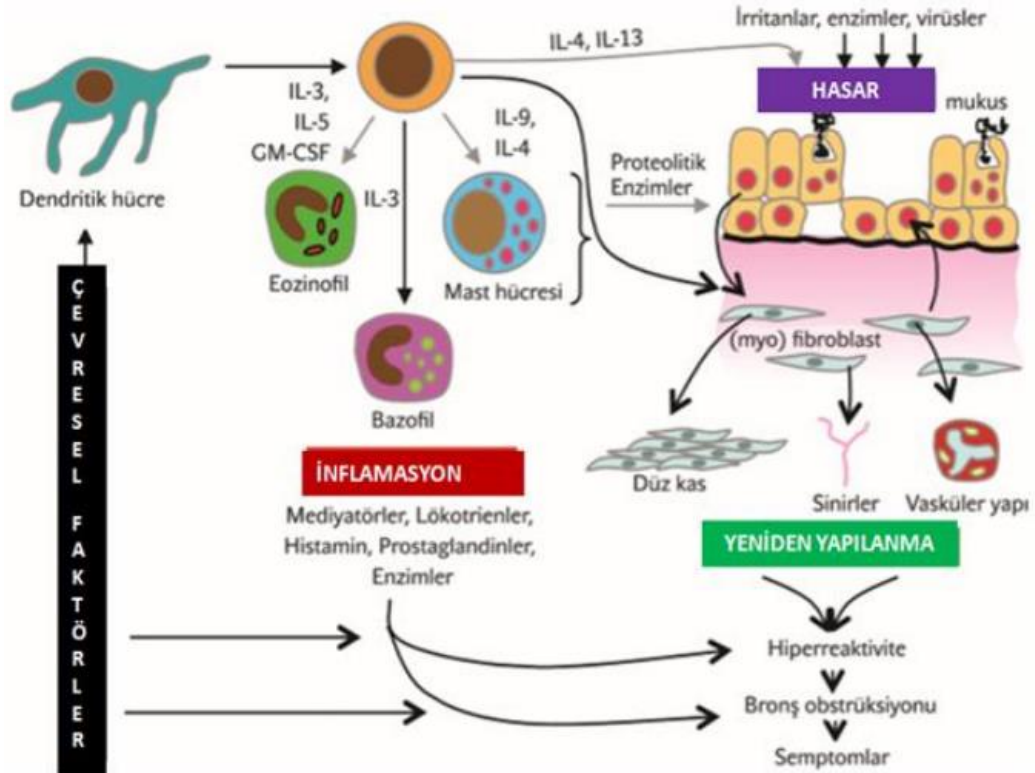 İrritanlar, enzimler, virüsler
IL-4, IL-13
HASAR
mukus
IL-3,
IL-5
GM-CSF
IL-9,
IL-4
Proteolitik
Enzimler
Dendritik hücre
IL-3
Eozinofil
Mast hücresi
Bazofil
(myo) fibroblast
Düz kas
Sinirler
Vasküler yapı
ÇEVRESEL FAKTÖRLER
İNFLAMASYON
Mediyatörler, Lökotrienler,
Histamin, Prostaglandinler,
Enzimler
YENİDEN YAPILANMA
Hiperreaktivite
Bronş obstrüksiyonu
Semptomlar